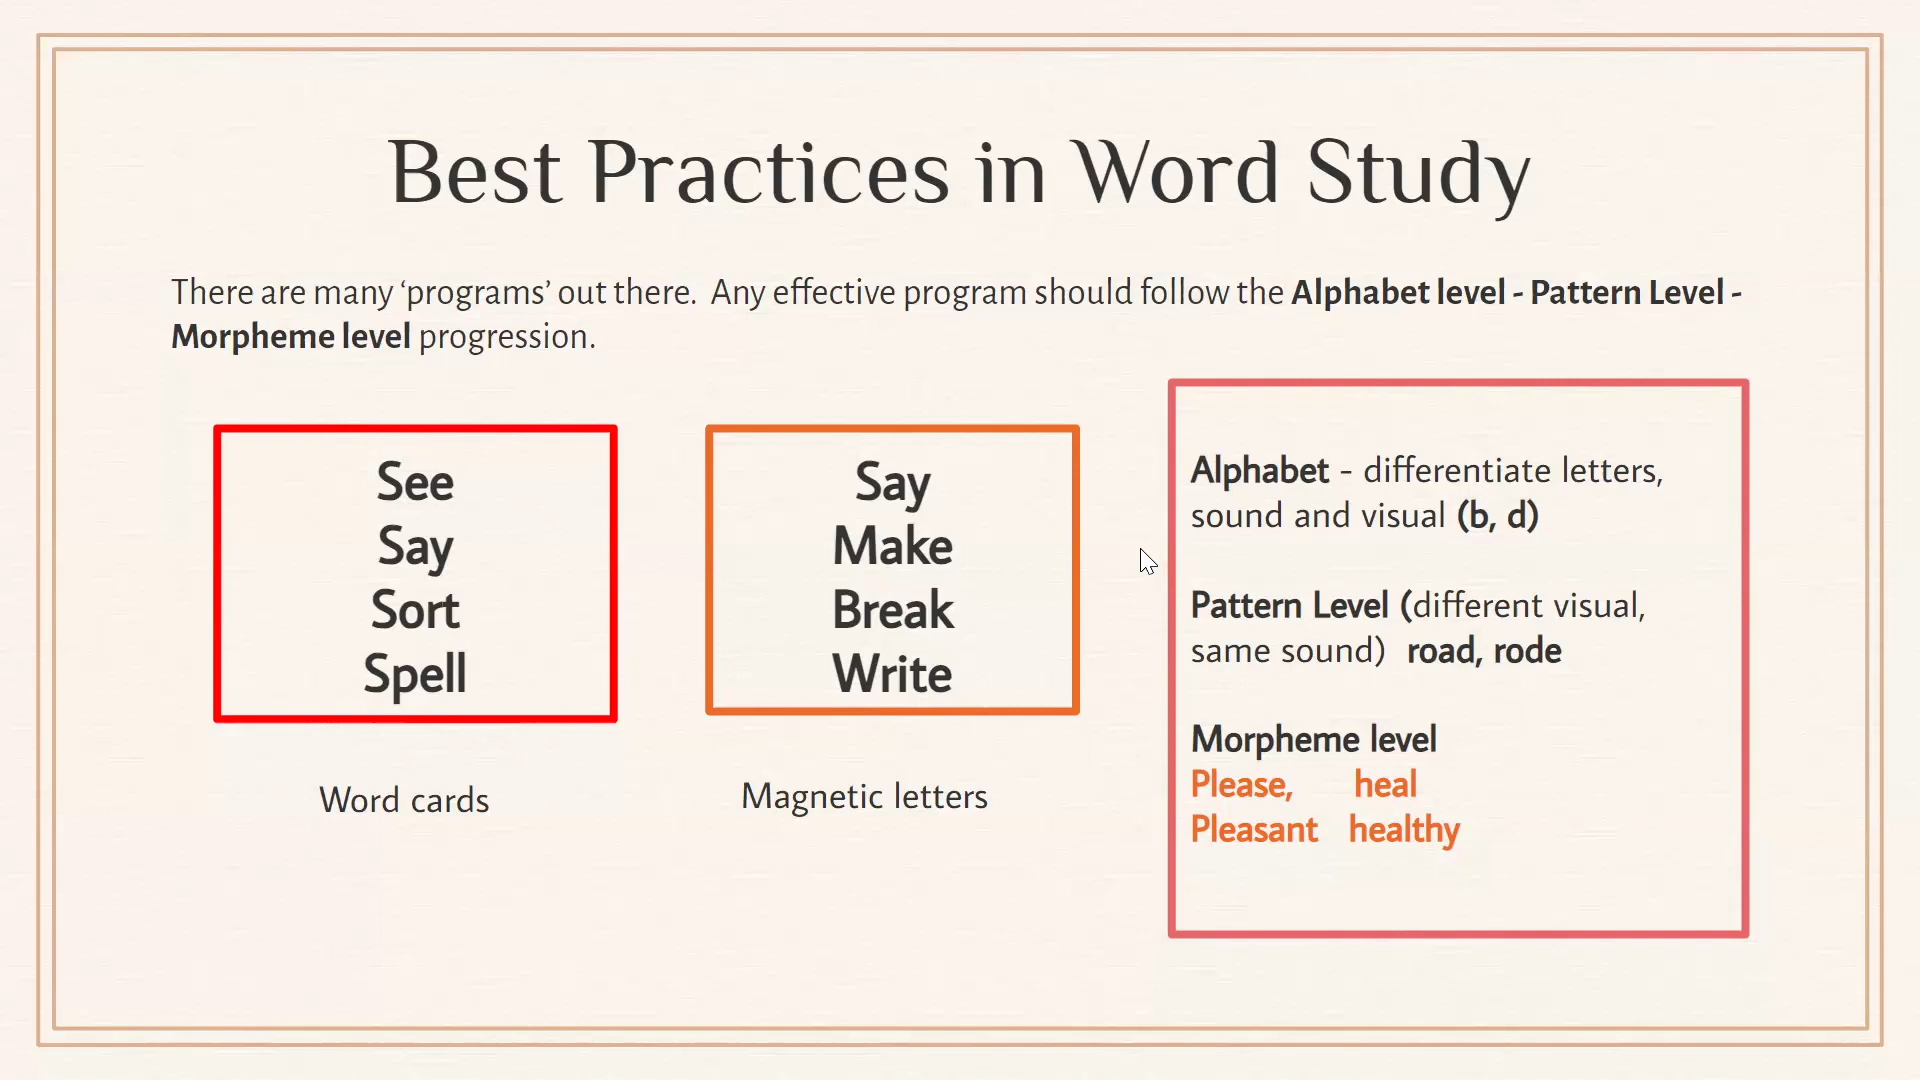 Best Practices in Word Study
There are many ‘programs’ out there.  Any effective program should follow the Alphabet level - Pattern Level -
Morpheme level progression.
See
Say
Sort
Spell
Word cards
Say
Make
Break
Write
Magnetic letters
Alphabet - differentiate letters,
sound and visual (b, d)
Pattern Level (different visual,
same sound)  road, rode
Morpheme level
Please,      heal
Pleasant   healthy